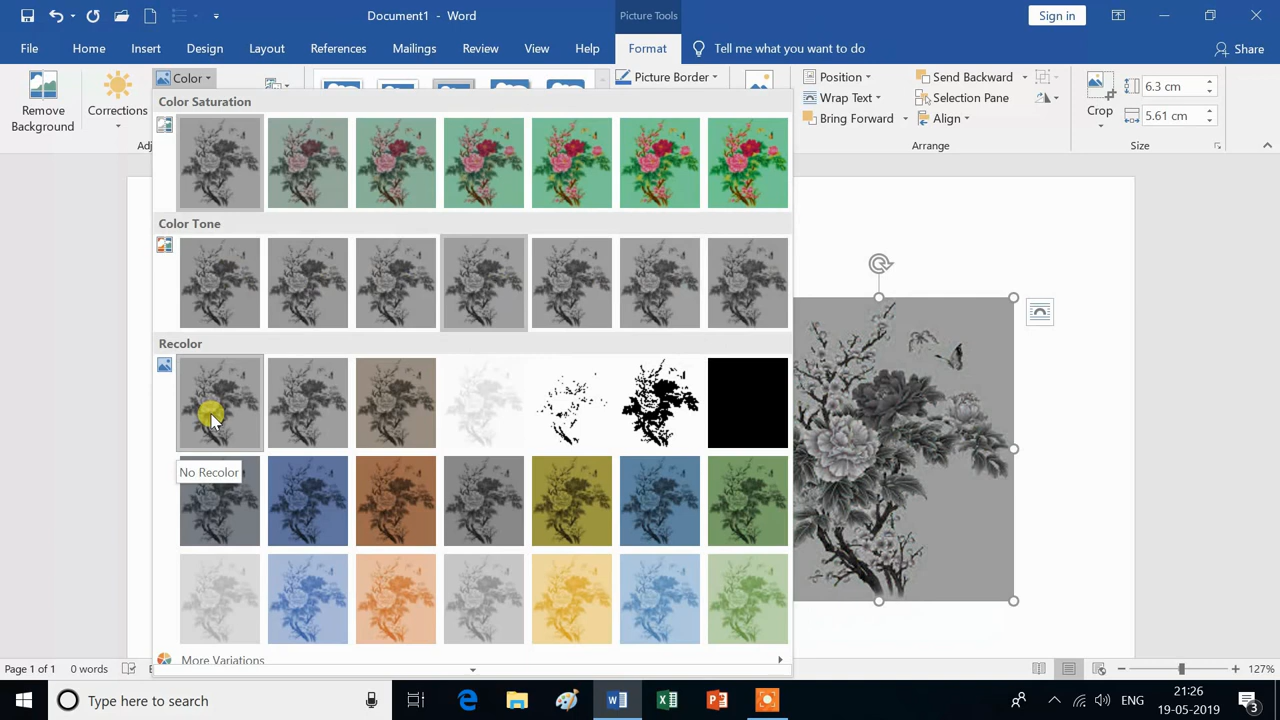 Document1 - Word
Picture Tools
Sign in
File
Home
Insert
Design
Layout
References
Mailings
Review
View
Help
Format
Tell me what you want to do
Share
Remove
Background
Corrections
Color
Adj
Picture Border
Position
Wrap Text
Bring Forward
Send Backward
Selection Pane
Align
Arrange
Crop
6.3 cm
5.61 cm
Size
Color Saturation
Color Tone
Recolor
No Recolor
More Variations
Page 1 of 1
0 words
127%
Type here to search
ENG
21:26
19-05-2019
3